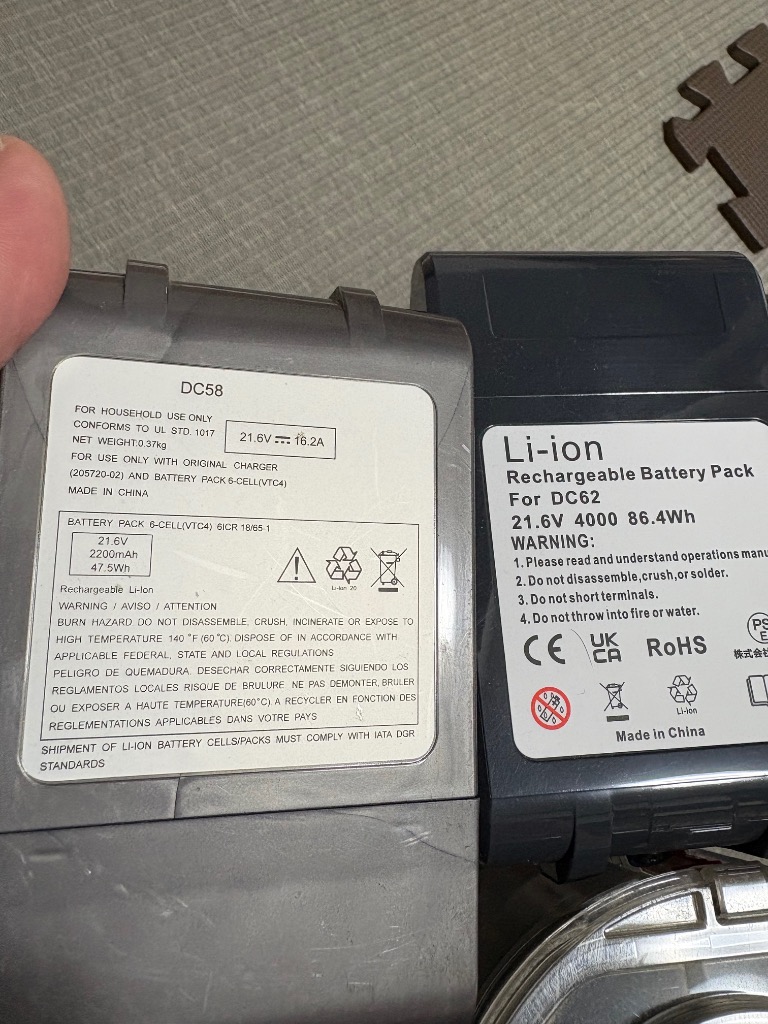 DC58
FOR HOUSEHOLD USE ONLY
CONFORMS TO UL STD. 1017
NET WEIGHT:0.37kg
21.6V ⎓ 16.2A
FOR USE ONLY WITH ORIGINAL CHARGER
(205720-02) AND BATTERY PACK 6-CELL(VTC4)
MADE IN CHINA
BATTERY PACK 6-CELL(VTC4) 6ICR 18/65-1
21.6V
2200mAh
47.5Wh
Li-ion 20
Rechargeable Li-Ion
WARNING / AVISO / ATTENTION
BURN HAZARD. DO NOT DISASSEMBLE, CRUSH, INCINERATE OR EXPOSE TO
HIGH TEMPERATURE 140 °F (60 °C). DISPOSE OF IN ACCORDANCE WITH
APPLICABLE FEDERAL, STATE AND LOCAL REGULATIONS
PELIGRO DE QUEMADURA. DESECHAR CORRECTAMENTE SIGUIENDO LOS
REGLAMENTOS LOCALES RISQUE DE BRULURE. NE PAS DEMONTER, BRULER
OU EXPOSER A HAUTE TEMPERATURE(60°C). A RECYCLER EN FONCTION DES
REGLEMENTATIONS APPLICABLES DANS VOTRE PAYS
SHIPMENT OF LI-ION BATTERY CELLS/PACKS MUST COMPLY WITH IATA DGR
STANDARDS
Li-ion
Rechargeable Battery Pack
For DC62
21.6V 4000 86.4Wh
WARNING:
1. Please read and understand operations manu
2. Do not disassemble,crush,or solder.
3. Do not short terminals.
4. Do not throw into fire or water.
CE UK CA RoHS PS E
株式会社
Li-ion
Made in China